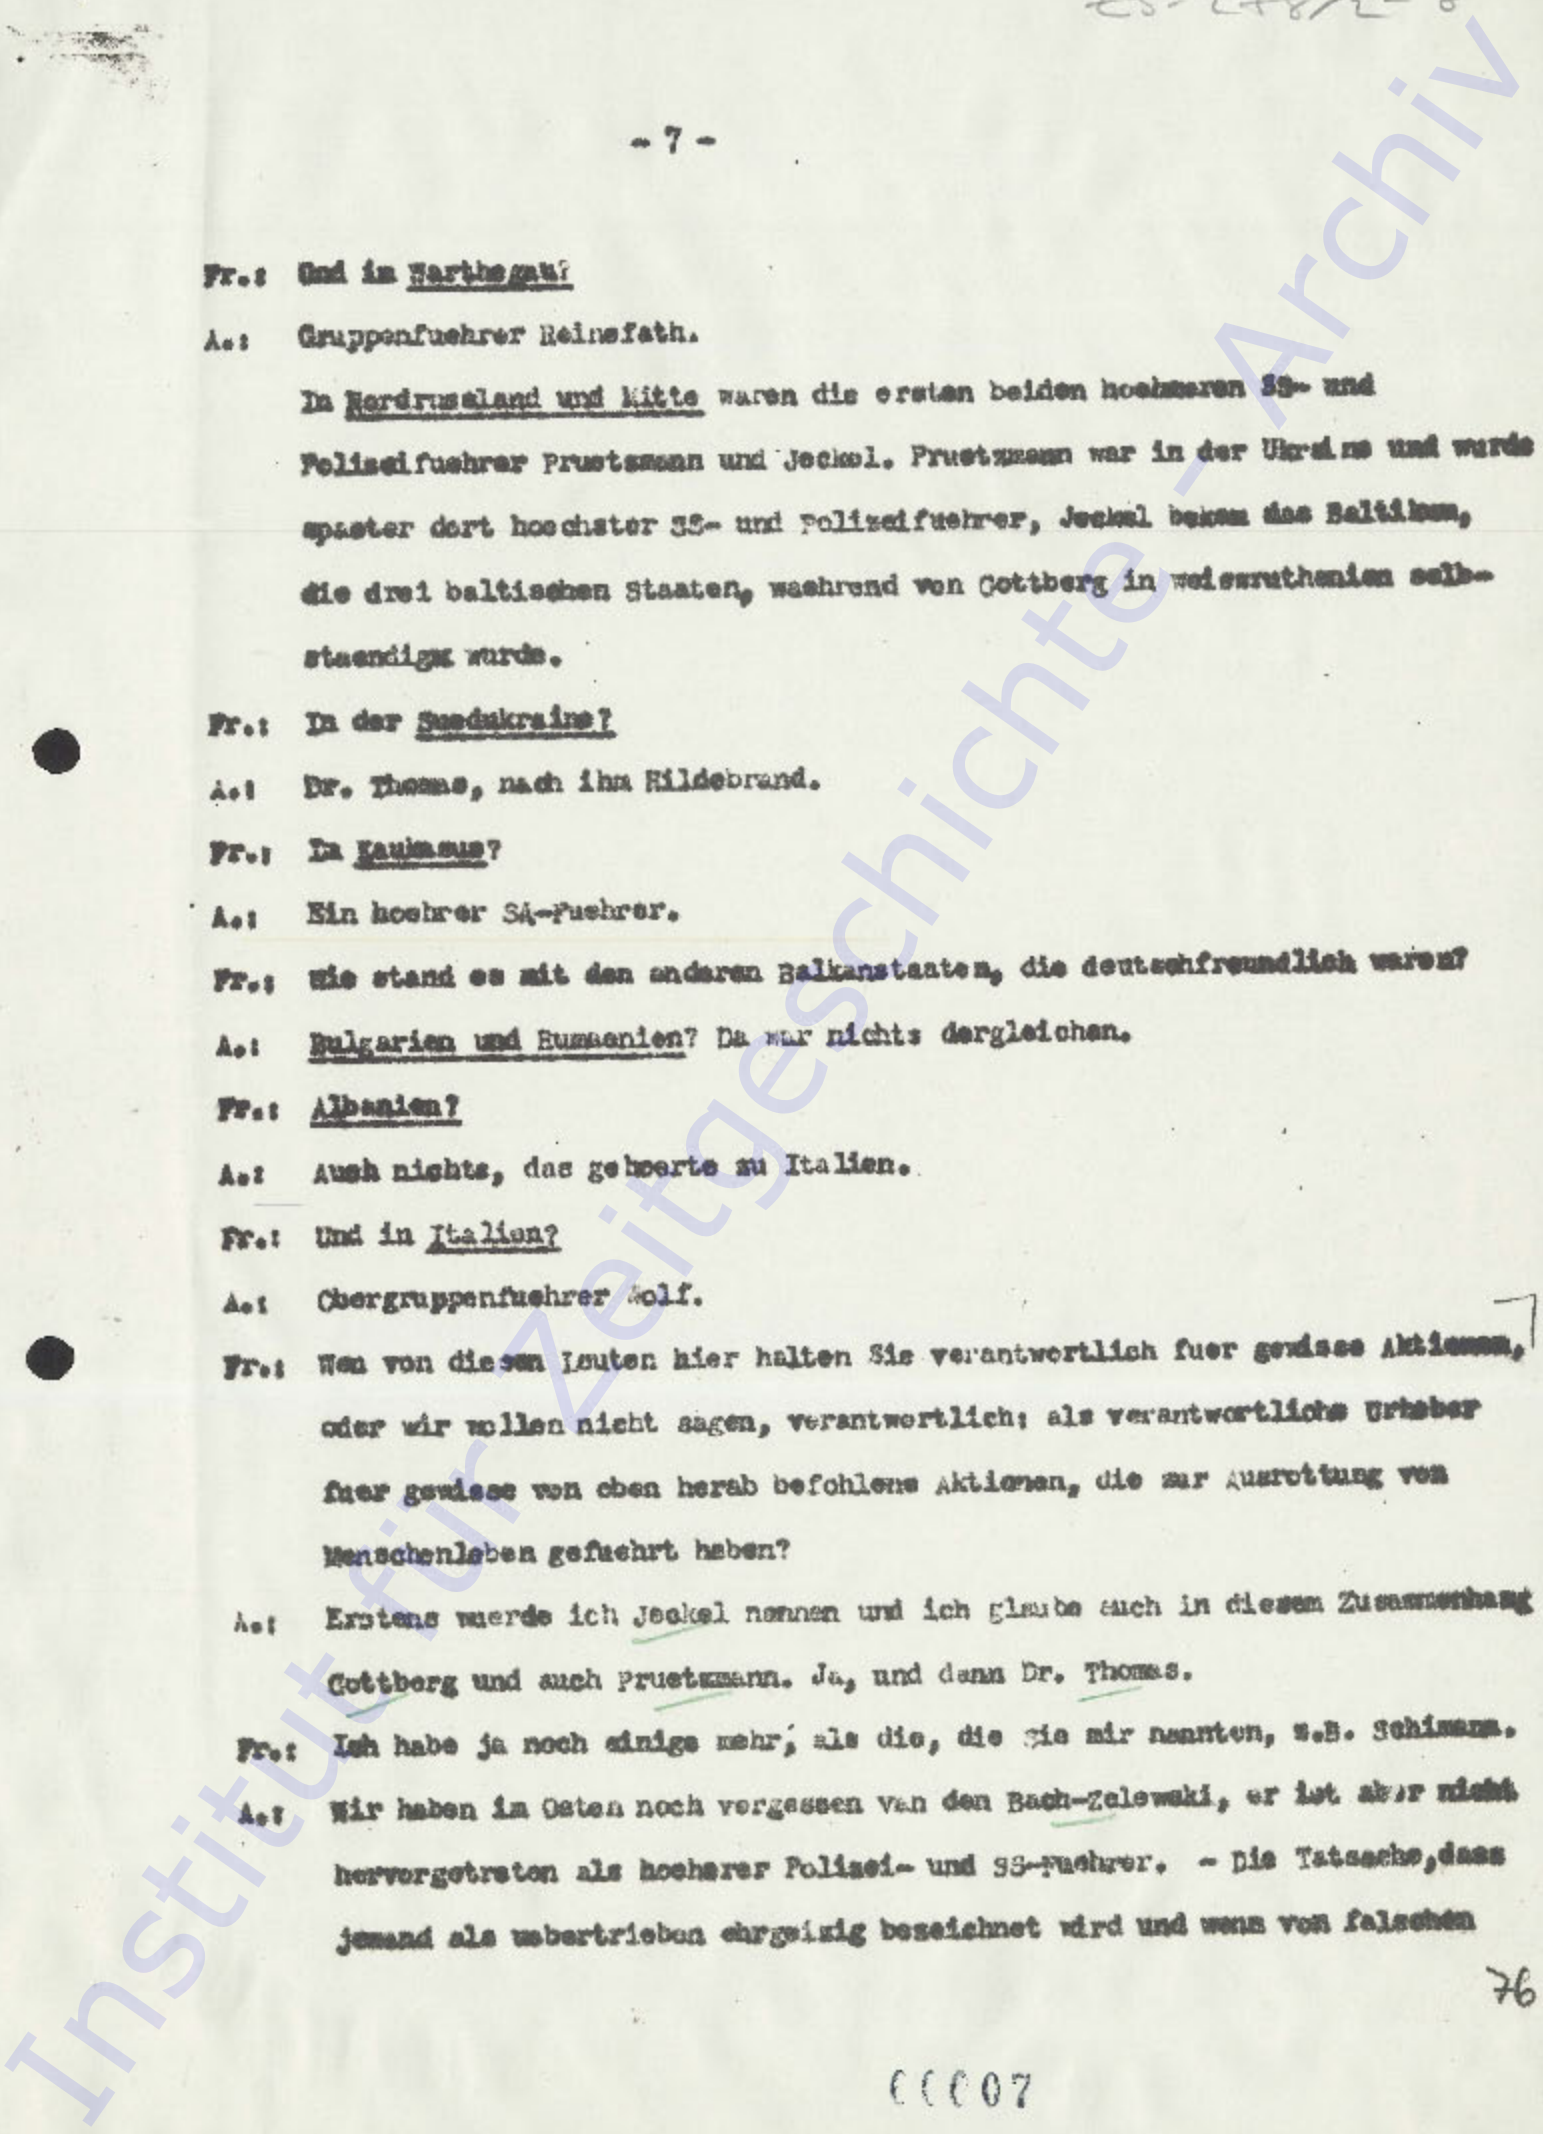 - 7 -
Fr.: Und im Warthegau?
A.: Gruppenfuehrer Reinefath.
In Nordrussland und Mitte waren die ersten beiden hoeheeren SS- und
Polizeifuehrer Pruetzmann und Jeckel. Pruetzmann war in der Ukraine und wurde
spaeter dort hoechster SS- und Polizeifuehrer, Jeckel bekam das Baltikum,
die drei baltischen Staaten, waehrend von Gottberg in Weissruthenien selb-
staendigx wurde.
Fr.: In der Suedukraine?
A.: Dr. Thomas, nach ihm Hildebrand.
Fr.: Im Kaukasus?
A.: Ein hoehrer SA-Fuehrer.
Fr.: Wie stand es mit den anderen Balkanstaaten, die deutschfreundlich waren?
A.: Bulgarien und Rumaenien? Da war nichts dergleichen.
Fr.: Albanien?
A.: Auch nichts, das gehoerte zu Italien.
Fr.: Und in Italien?
A.: Obergruppenfuehrer Wolf.
Fr.: Wen von diesen Leuten hier halten Sie verantwortlich fuer gewisse Aktionen,
oder wir wollen nicht sagen, verantwortlich; als verantwortliche Urheber
fuer gewisse von oben herab befohlene Aktionen, die zur Ausrottung von
Menschenleben gefuehrt haben?
A.: Erstens wuerde ich Jeckel nennen und ich glaube auch in diesem Zusammenhang
Gottberg und auch Pruetzmann. Ja, und dann Dr. Thomas.
Fr.: Ich habe ja noch einige mehr, als die, die Sie mir nannten, z.B. Schimana.
A.: Wir haben im Osten noch vergessen van den Bach-Zelewski, er ist aber nicht
hervorgetreten als hoeherer Polizei- und SS-Fuehrer. - Die Tatsache,dass
jemand als uebertrieben ehrgeizig bezeichnet wird und wenn von falschen
76
00007
Institut für Zeitgeschichte - Archiv